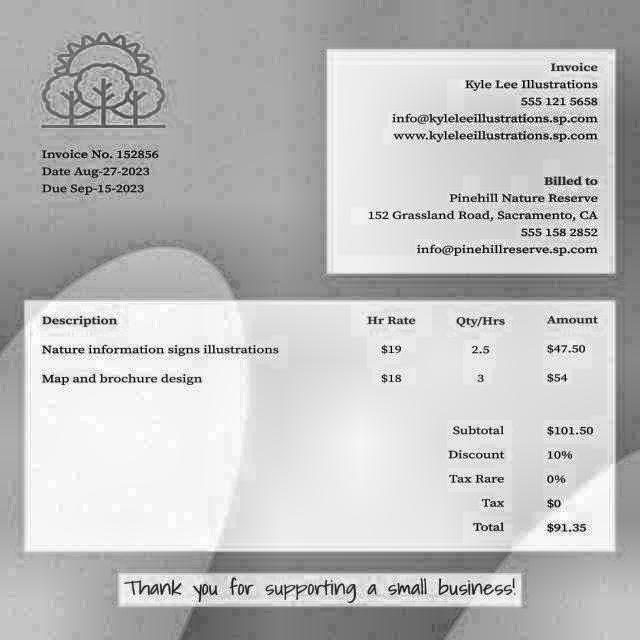 Invoice
Kyle Lee Illustrations
555 121 5658
info@kyleleeillustrations.sp.com
www.kyleleeillustrations.sp.com
Invoice No. 152856
Date Aug-27-2023
Due Sep-15-2023
Billed to
Pinehill Nature Reserve
152 Grassland Road, Sacramento, CA
555 158 2852
info@pinehillreserve.sp.com
Description Hr Rate Qty/Hrs Amount
Nature information signs illustrations $19 2.5 $47.50
Map and brochure design $18 3 $54
Subtotal $101.50
Discount 10%
Tax Rare 0%
Tax $0
Total $91.35
Thank you for supporting a small business!